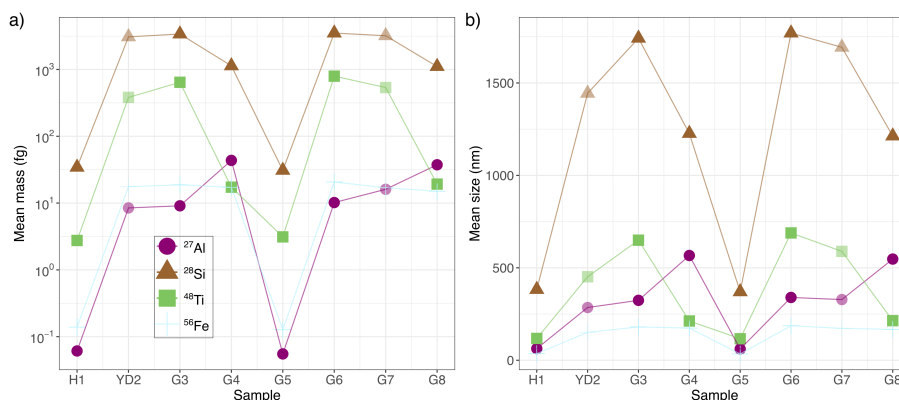 a)
Mean mass (fg)
10³
10²
10¹
10⁰
10⁻¹
²⁷Al
²⁸Si
⁴⁸Ti
⁵⁶Fe
H1 YD2 G3 G4 G5 G6 G7 G8
Sample
b)
Mean size (nm)
1500
1000
500
0
H1 YD2 G3 G4 G5 G6 G7 G8
Sample